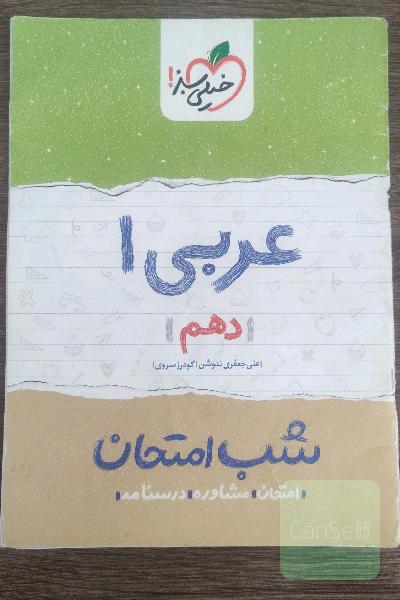 خیلی سبز!
عربی ۱
دهم
علی جعفری ندوشن | گودرز سروی
شب امتحان
امتحان | مشاوره | درسنامه
CanSell